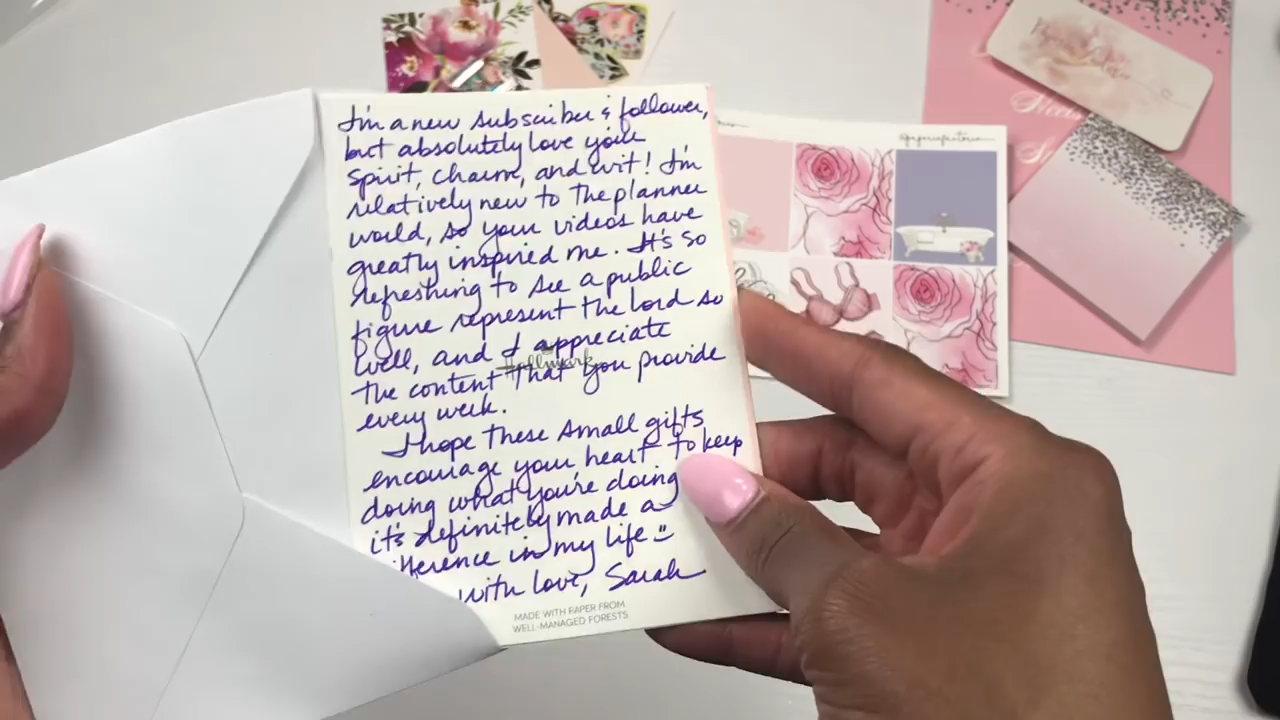 I'm a new subscriber & follower,
but absolutely love your
spirit, charm, and wit! I'm
relatively new to the planner
world, so your videos have
greatly inspired me. It's so
refreshing to see a public
figure represent the Lord so
well, and I appreciate
the content that you provide
every week.
Hallmark
I hope these small gifts
encourage your heart to keep
doing what you're doing
it's definitely made a
ifference in my life
with love, Sarah
MADE WITH PAPER FROM
WELL-MANAGED FORESTS